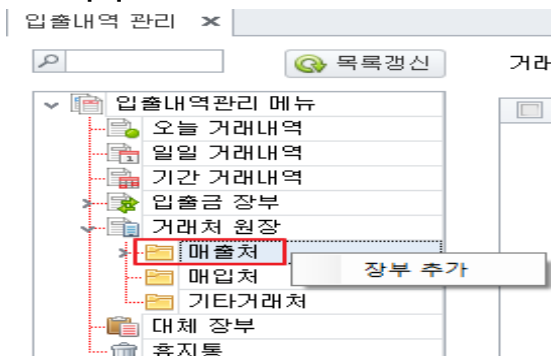 입출내역 관리
목록갱신
거래
입출내역관리 메뉴
오늘 거래내역
일일 거래내역
기간 거래내역
입출금 장부
거래처 원장
매출처
장부 추가
매입처
기타거래처
대체 장부
휴지통